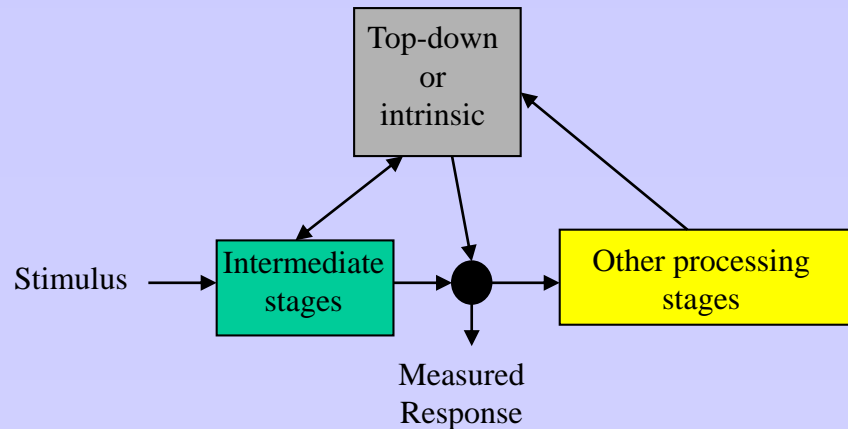 Top-down
or
intrinsic
Stimulus
Intermediate
stages
Other processing
stages
Measured
Response